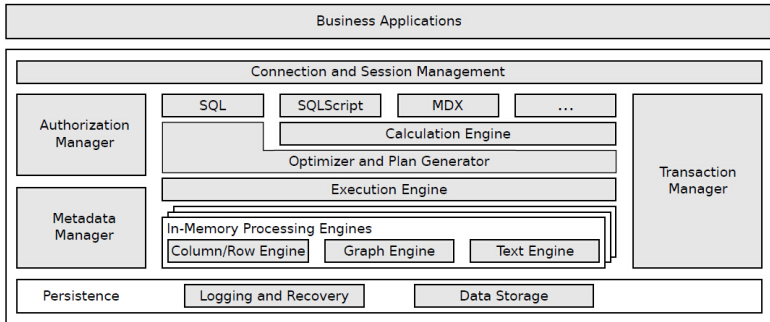 Business Applications
Connection and Session Management
Authorization
Manager
SQL
SQLScript
MDX
...
Calculation Engine
Optimizer and Plan Generator
Transaction
Manager
Metadata
Manager
Execution Engine
In-Memory Processing Engines
Column/Row Engine
Graph Engine
Text Engine
Persistence
Logging and Recovery
Data Storage